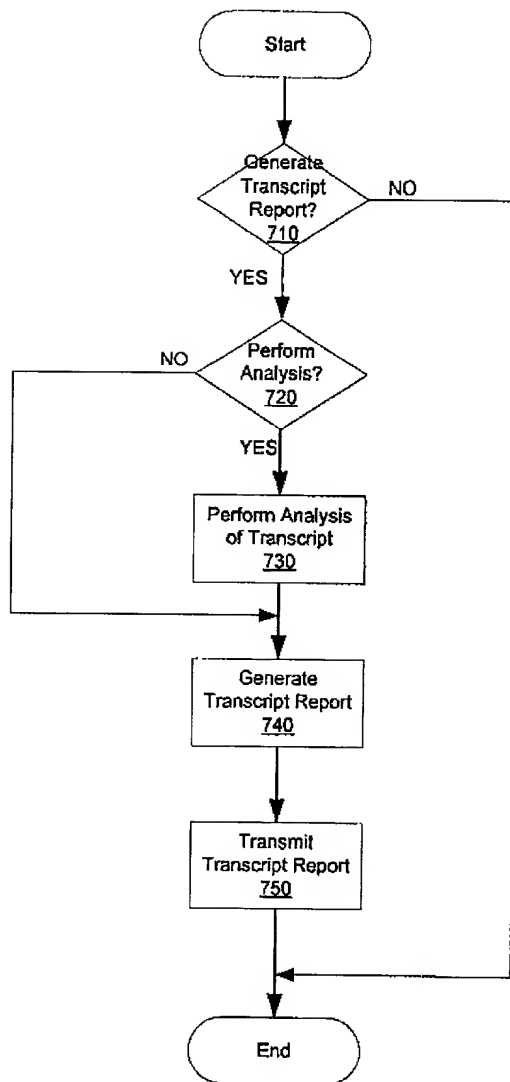 Start
Generate
Transcript
Report?
710
NO
YES
Perform
Analysis?
720
NO
YES
Perform Analysis
of Transcript
730
Generate
Transcript Report
740
Transmit
Transcript Report
750
End